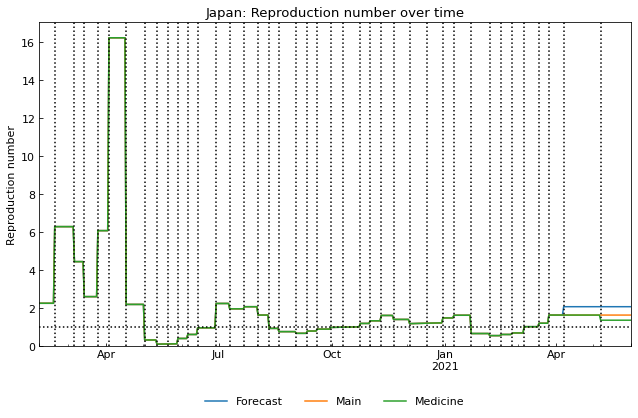 Japan: Reproduction number over time
Reproduction number
16
14
12
10
8
6
4
2
0
Apr Jul Oct Jan Apr
2021
Forecast Main Medicine